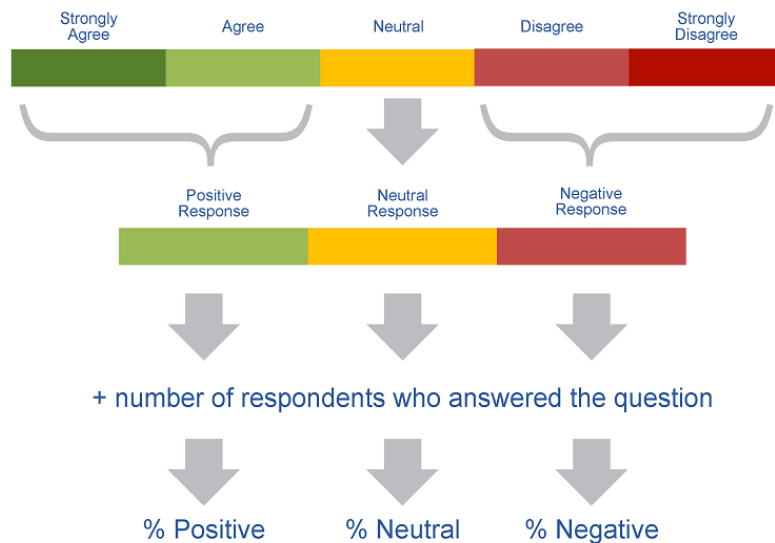 Strongly
Agree
Agree
Neutral
Disagree
Strongly
Disagree
Positive
Response
Neutral
Response
Negative
Response
+ number of respondents who answered the question
% Positive
% Neutral
% Negative